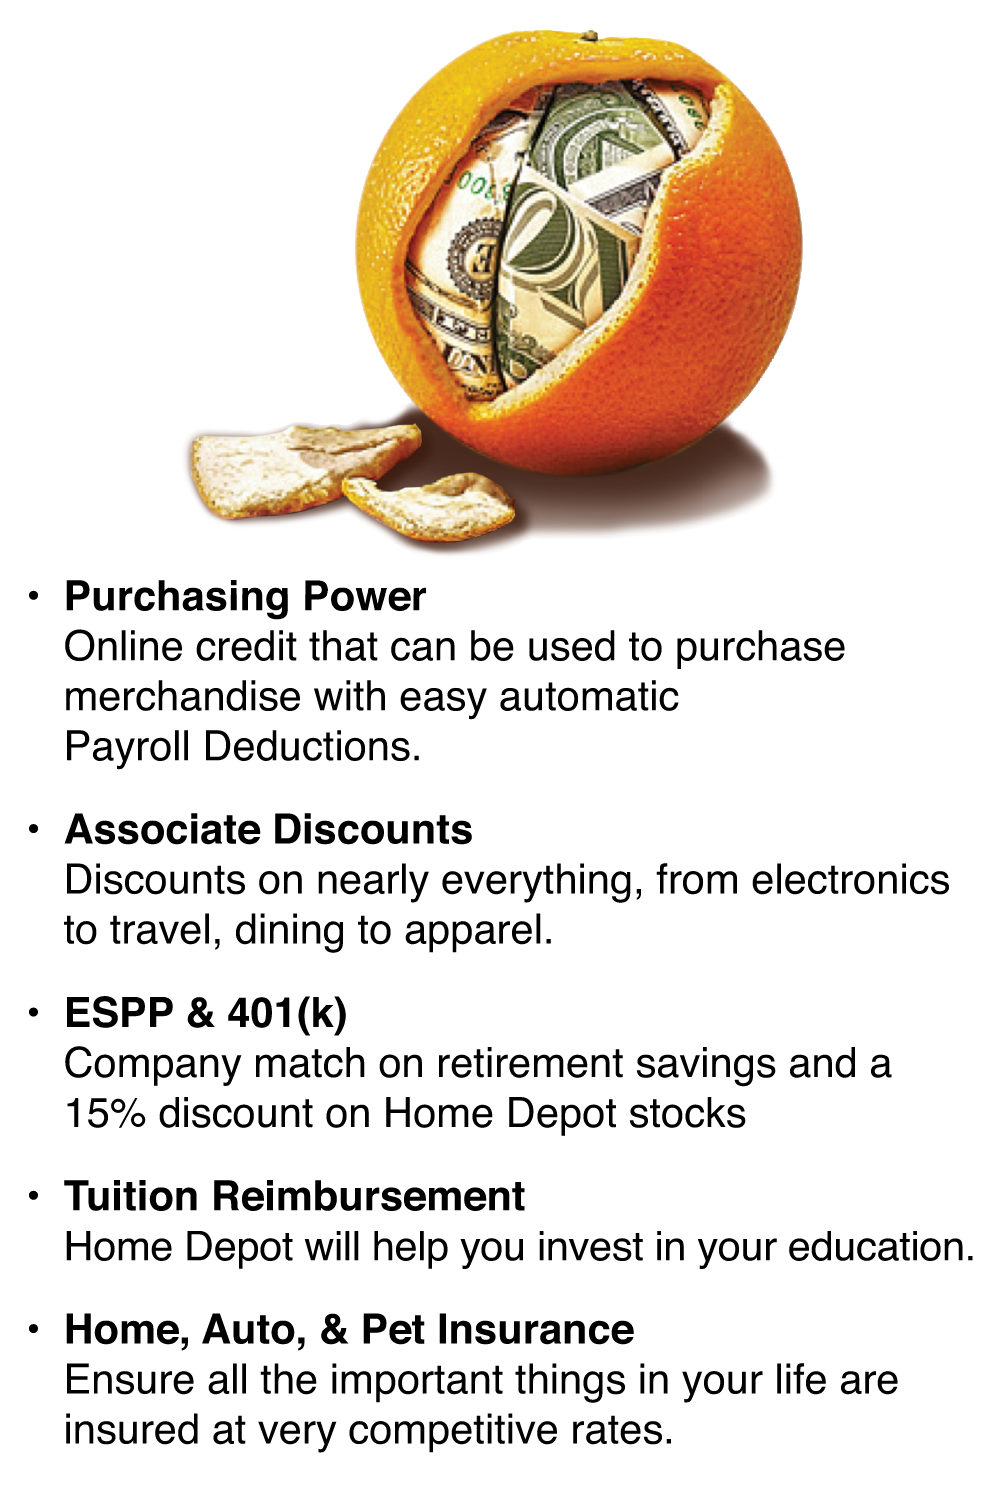 • Purchasing Power
Online credit that can be used to purchase
merchandise with easy automatic
Payroll Deductions.
• Associate Discounts
Discounts on nearly everything, from electronics
to travel, dining to apparel.
• ESPP & 401(k)
Company match on retirement savings and a
15% discount on Home Depot stocks
• Tuition Reimbursement
Home Depot will help you invest in your education.
• Home, Auto, & Pet Insurance
Ensure all the important things in your life are
insured at very competitive rates.